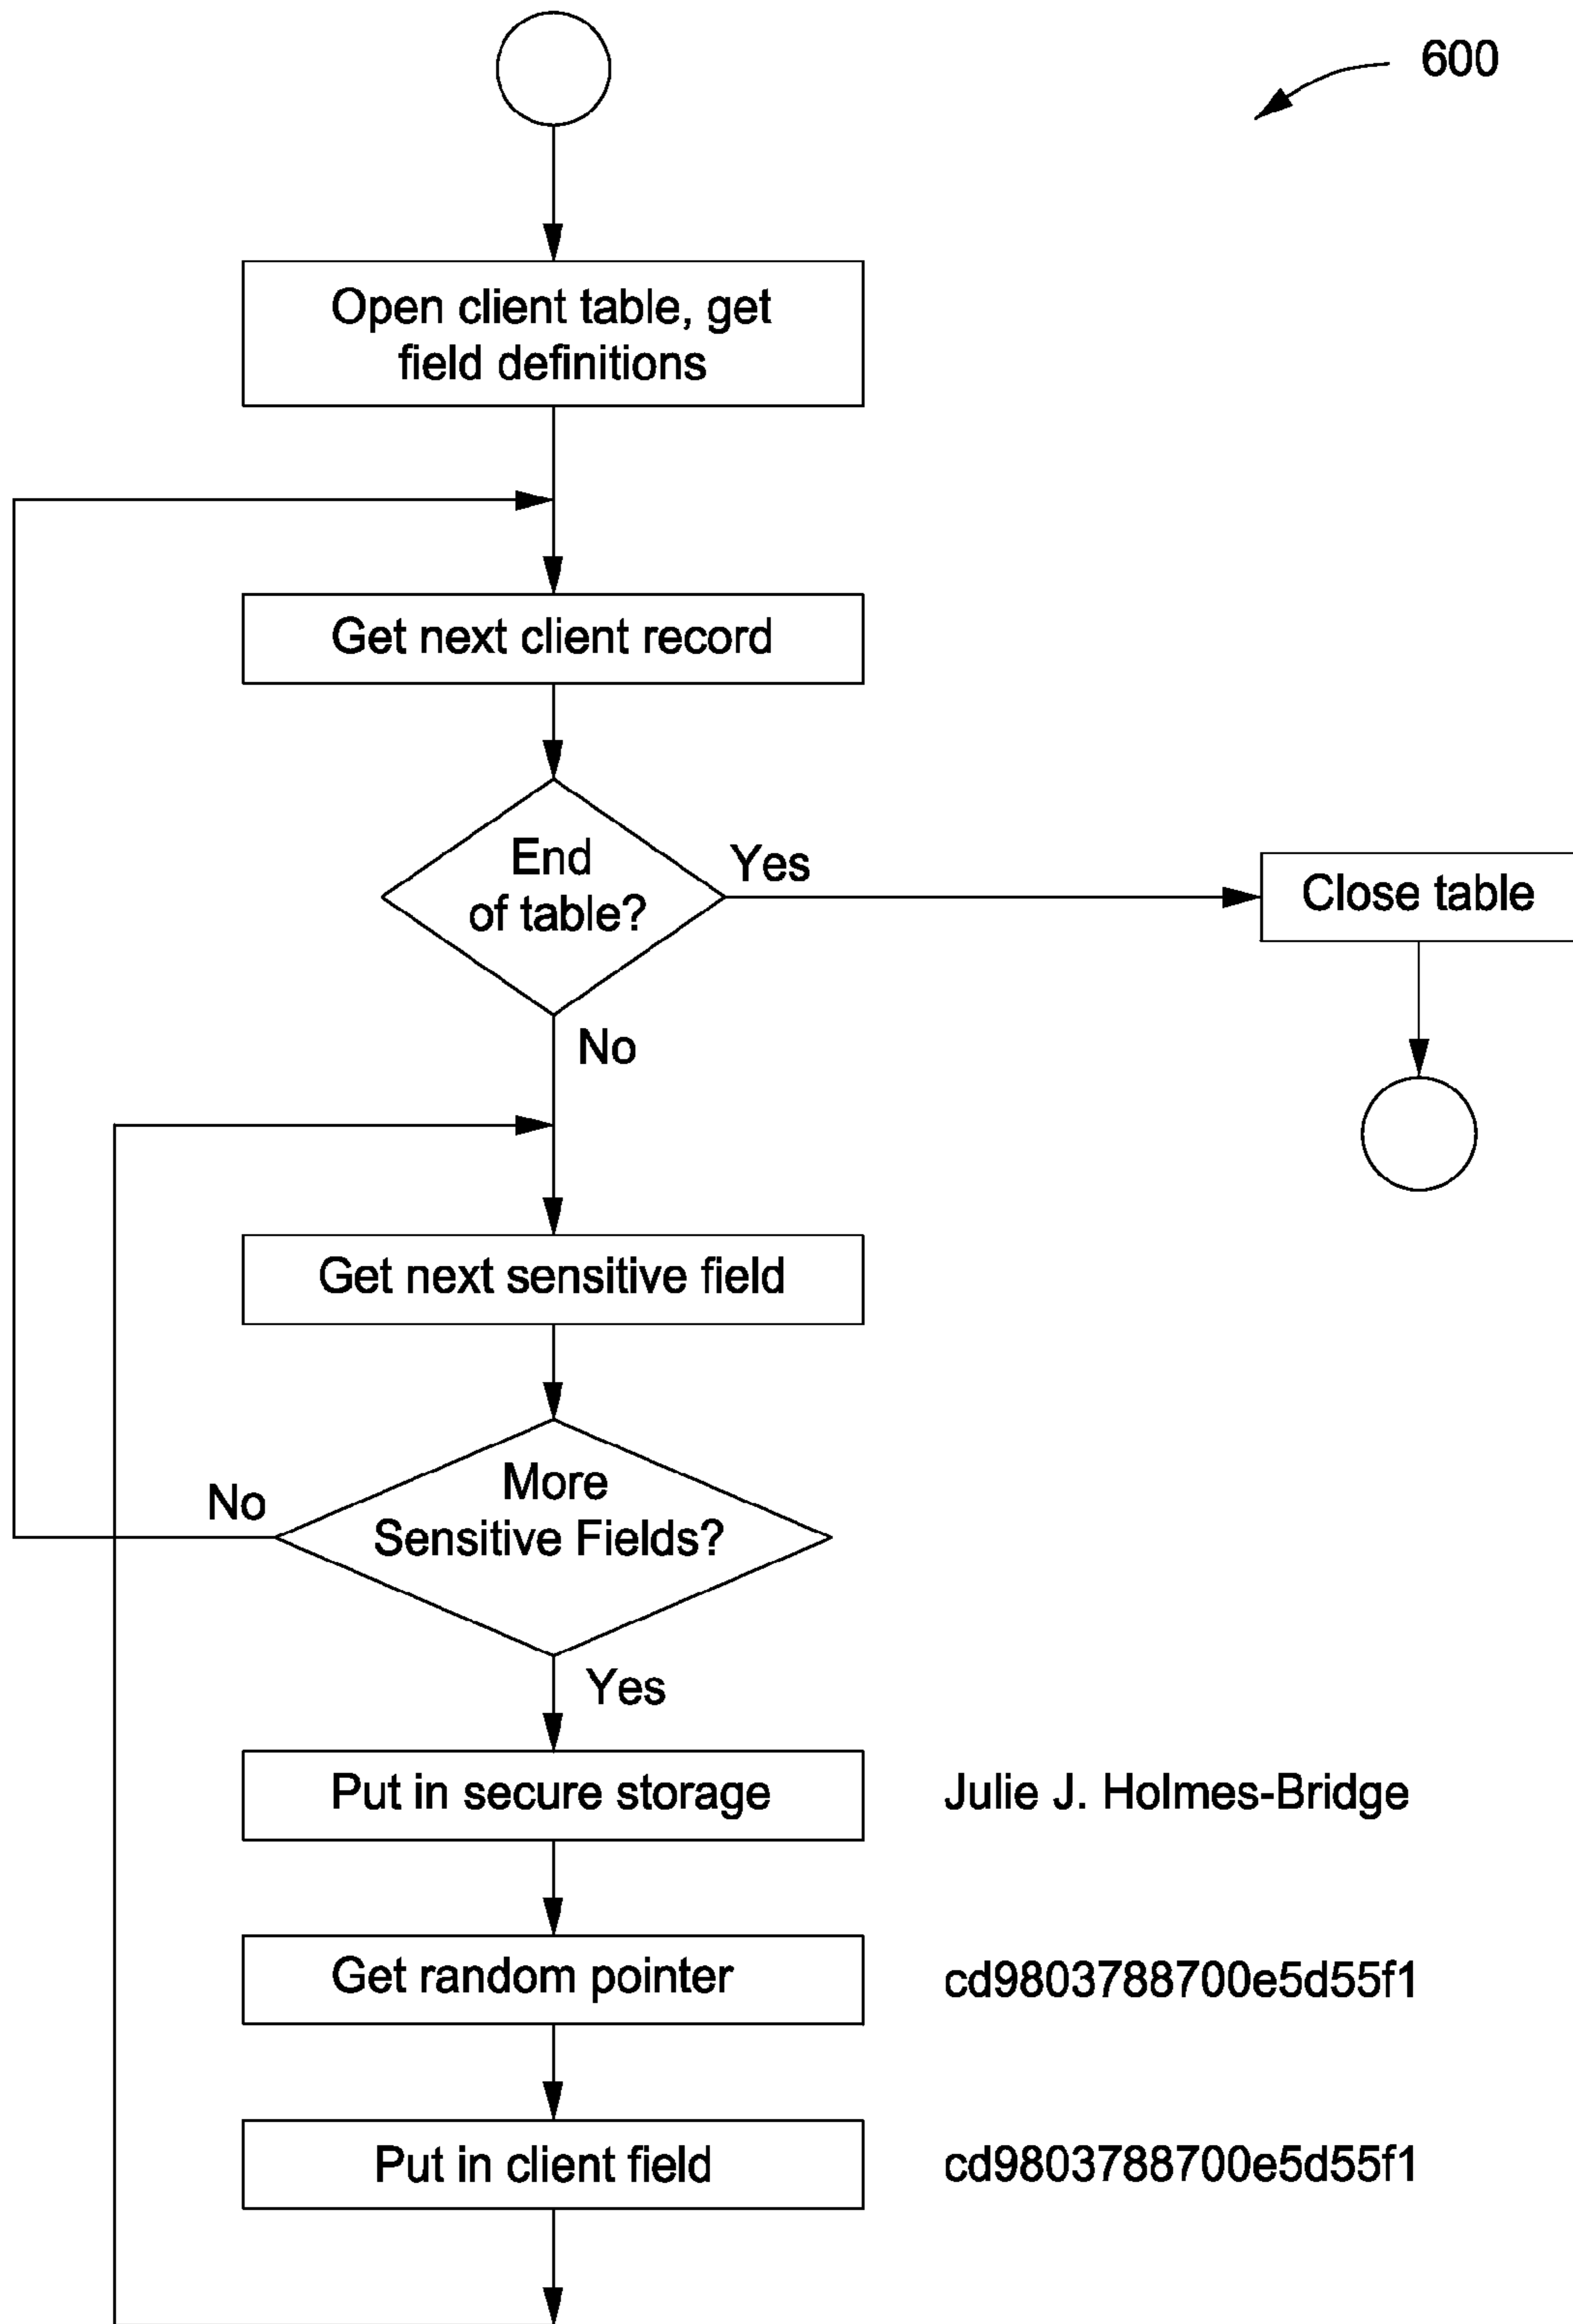 600
Open client table, get
field definitions
Get next client record
End
of table?
Yes
Close table
No
Get next sensitive field
More
Sensitive Fields?
No
Yes
Put in secure storage
Julie J. Holmes-Bridge
Get random pointer
cd9803788700e5d55f1
Put in client field
cd9803788700e5d55f1